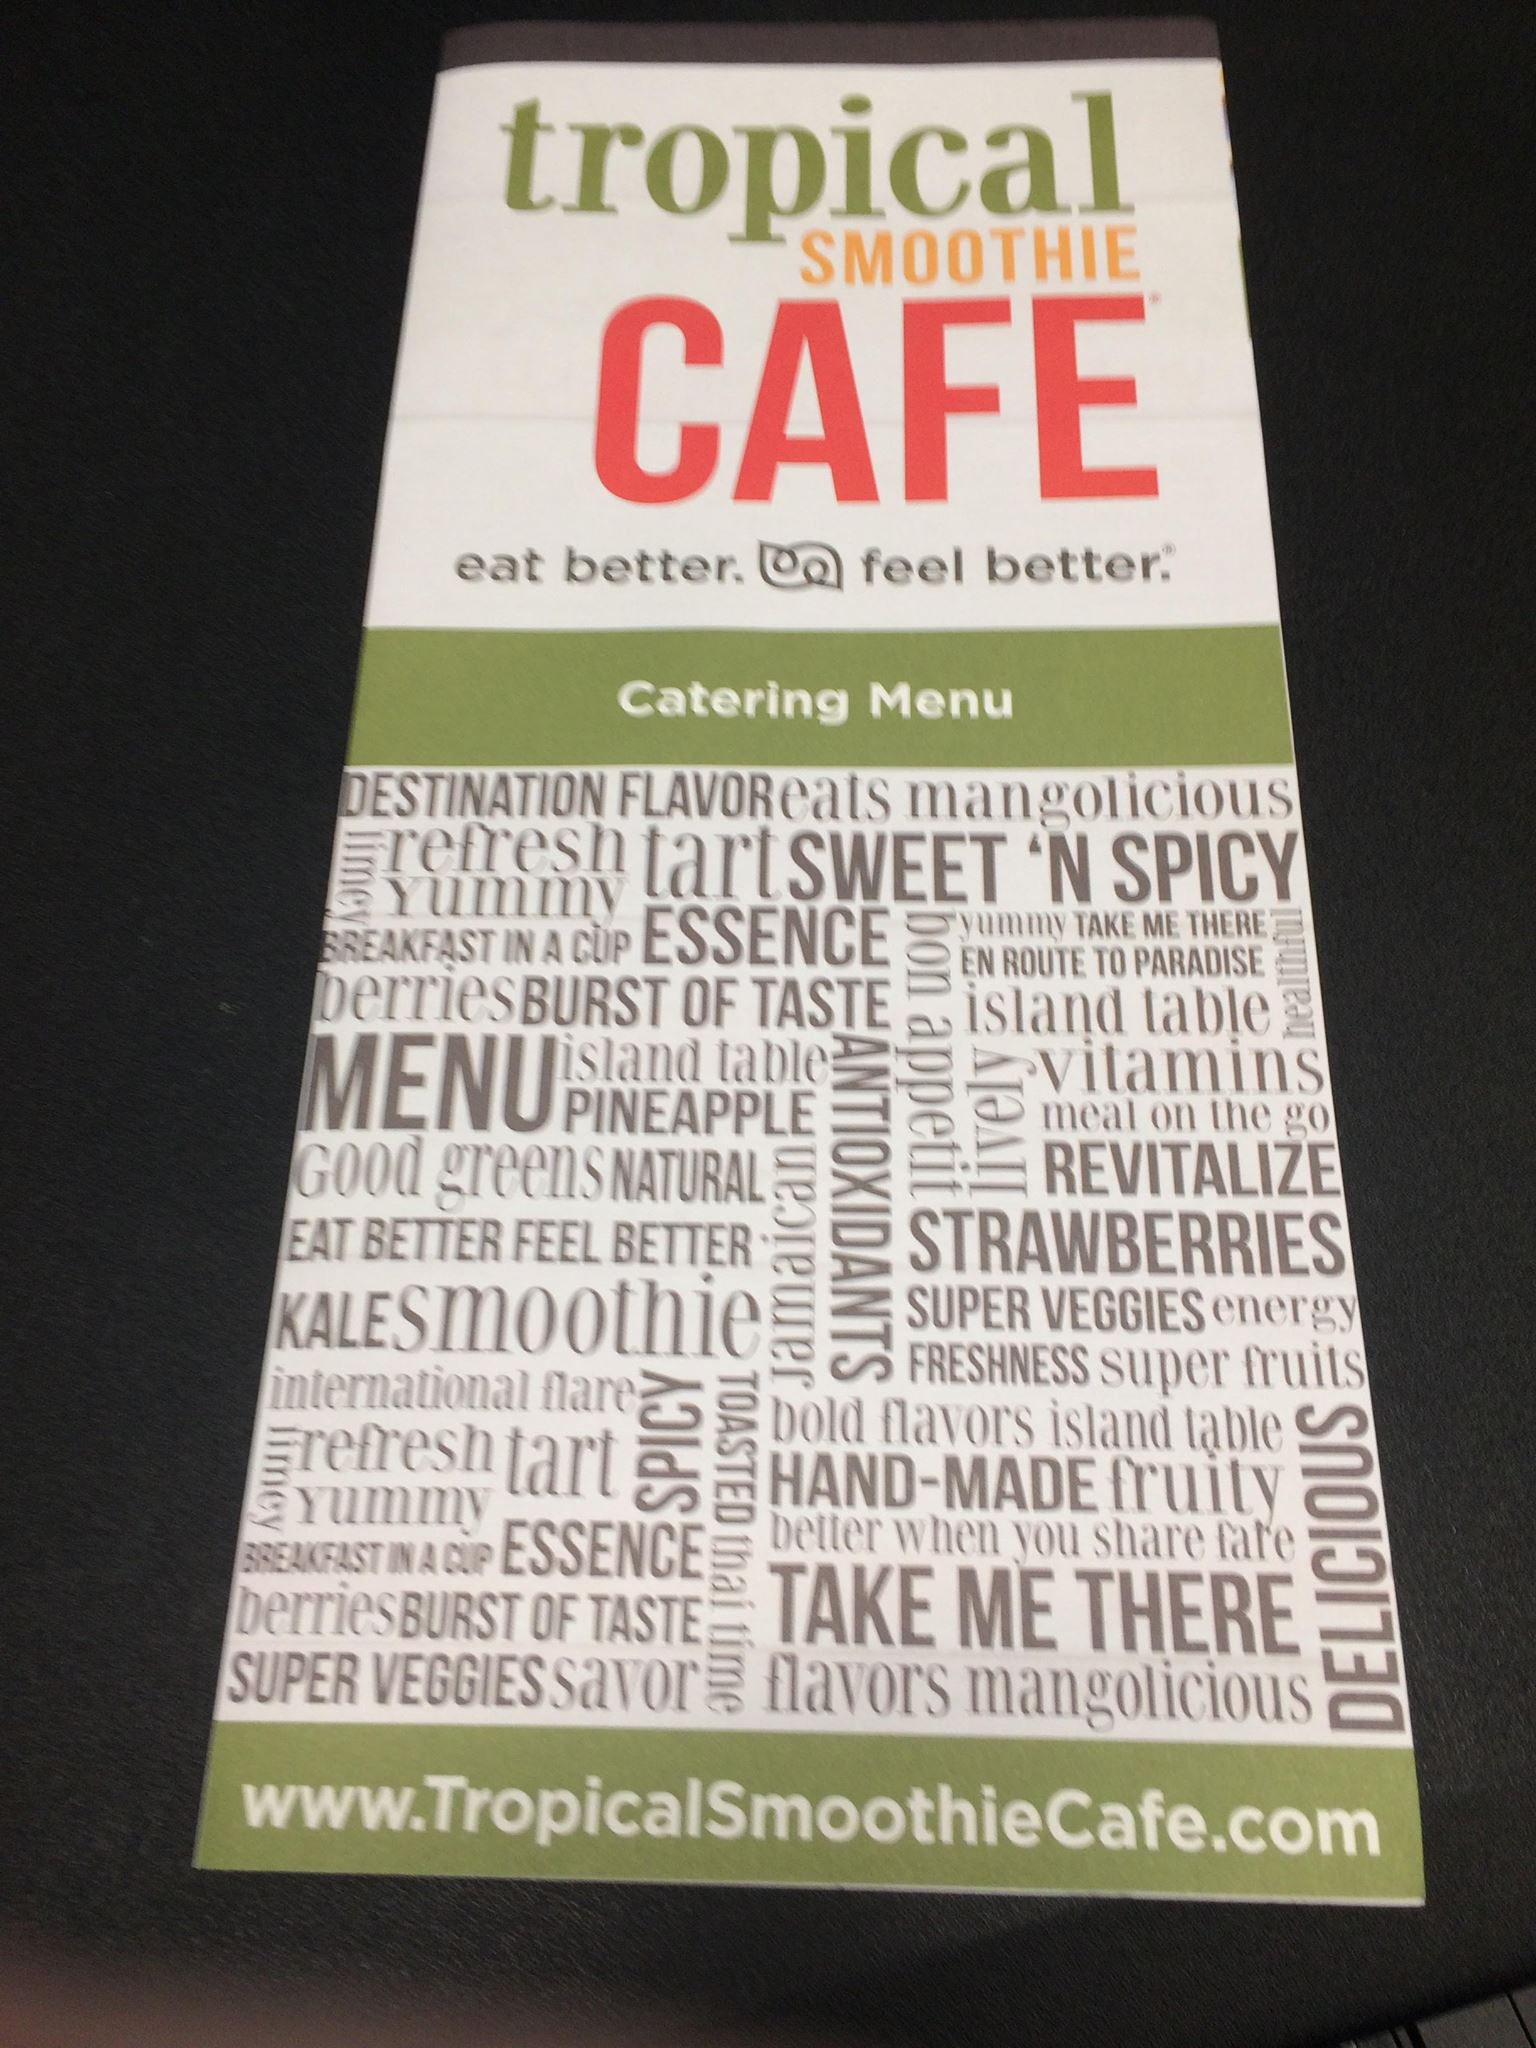 tropical
SMOOTHIE
CAFE®
eat better. feel better.®
Catering Menu
DESTINATION FLAVOR eats mangolicious
limey refresh tart SWEET 'N SPICY
yummy
BREAKFAST IN A CUP ESSENCE
bon appetit
yummy TAKE ME THERE
EN ROUTE TO PARADISE
healthful
berries BURST OF TASTE
island table
MENU island table
PINEAPPLE
ANTIOXIDANTS
lively
vitamins
meal on the go
Good greens NATURAL
REVITALIZE
Jamaican
EAT BETTER FEEL BETTER
STRAWBERRIES
KALE smoothie
SUPER VEGGIES energy
FRESHNESS super fruits
international flare
SPICY
TOASTED
bold flavors island table
DELICIOUS
limey refresh tart
yummy
HAND-MADE fruity
better when you share fare
BREAKFAST IN A CUP ESSENCE
thai time
TAKE ME THERE
berries BURST OF TASTE
SUPER VEGGIES savor
flavors mangolicious
www.TropicalSmoothieCafe.com